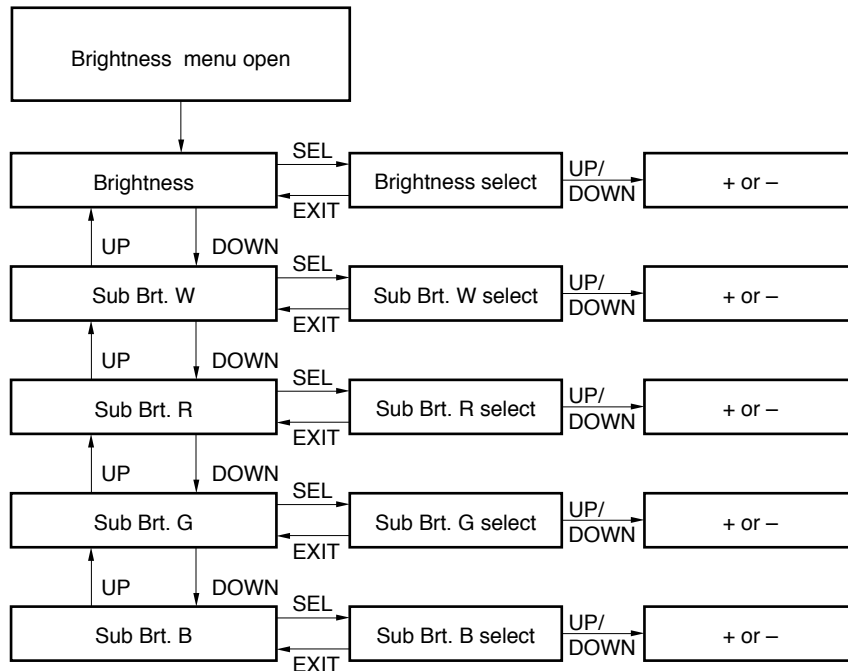 Brightness menu open
SEL
UP/
Brightness
Brightness select
DOWN
+ or –
EXIT
UP
DOWN
SEL
UP/
Sub Brt. W
Sub Brt. W select
DOWN
+ or –
EXIT
UP
DOWN
SEL
UP/
Sub Brt. R
Sub Brt. R select
DOWN
+ or –
EXIT
UP
DOWN
SEL
UP/
Sub Brt. G
Sub Brt. G select
DOWN
+ or –
EXIT
UP
DOWN
SEL
UP/
Sub Brt. B
Sub Brt. B select
DOWN
+ or –
EXIT